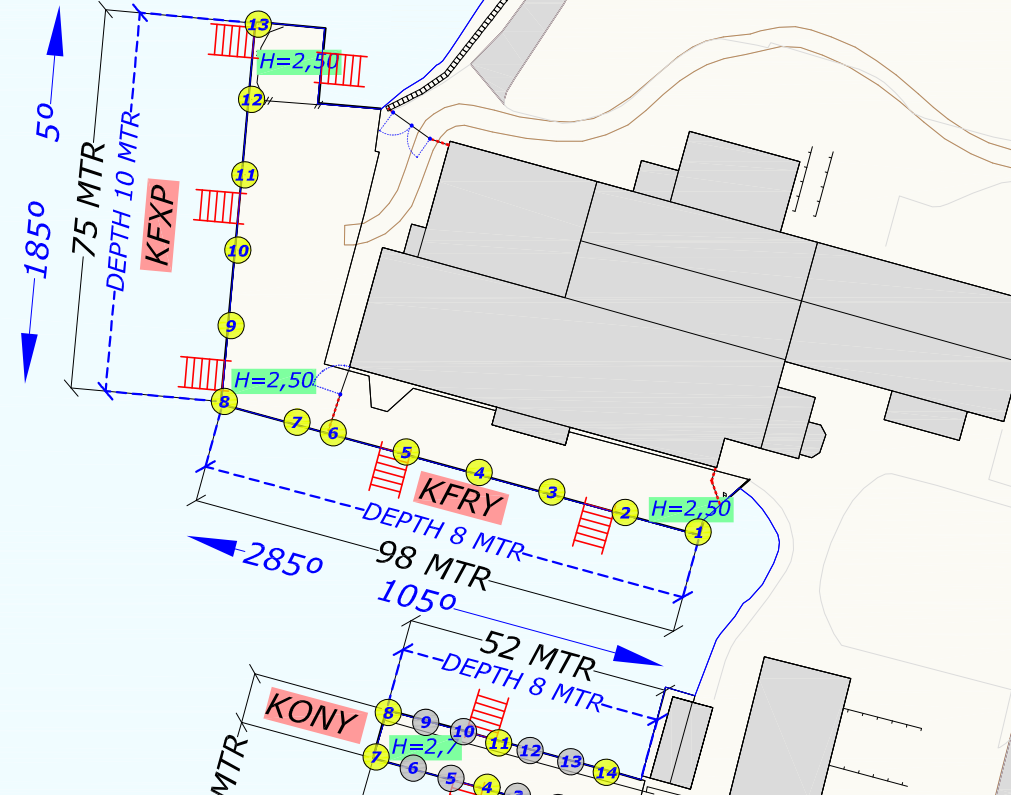 13
H=2,50
12
5º
75 MTR
DEPTH 10 MTR
11
KFXP
185º
10
9
H=2,50
8
7
6
5
4
KFRY
3
2
H=2,50
1
DEPTH 8 MTR
98 MTR
285º
105º
52 MTR
DEPTH 8 MTR
KONY
8
9
10
11
12
13
14
7
H=2,7
6
5
4
MTR